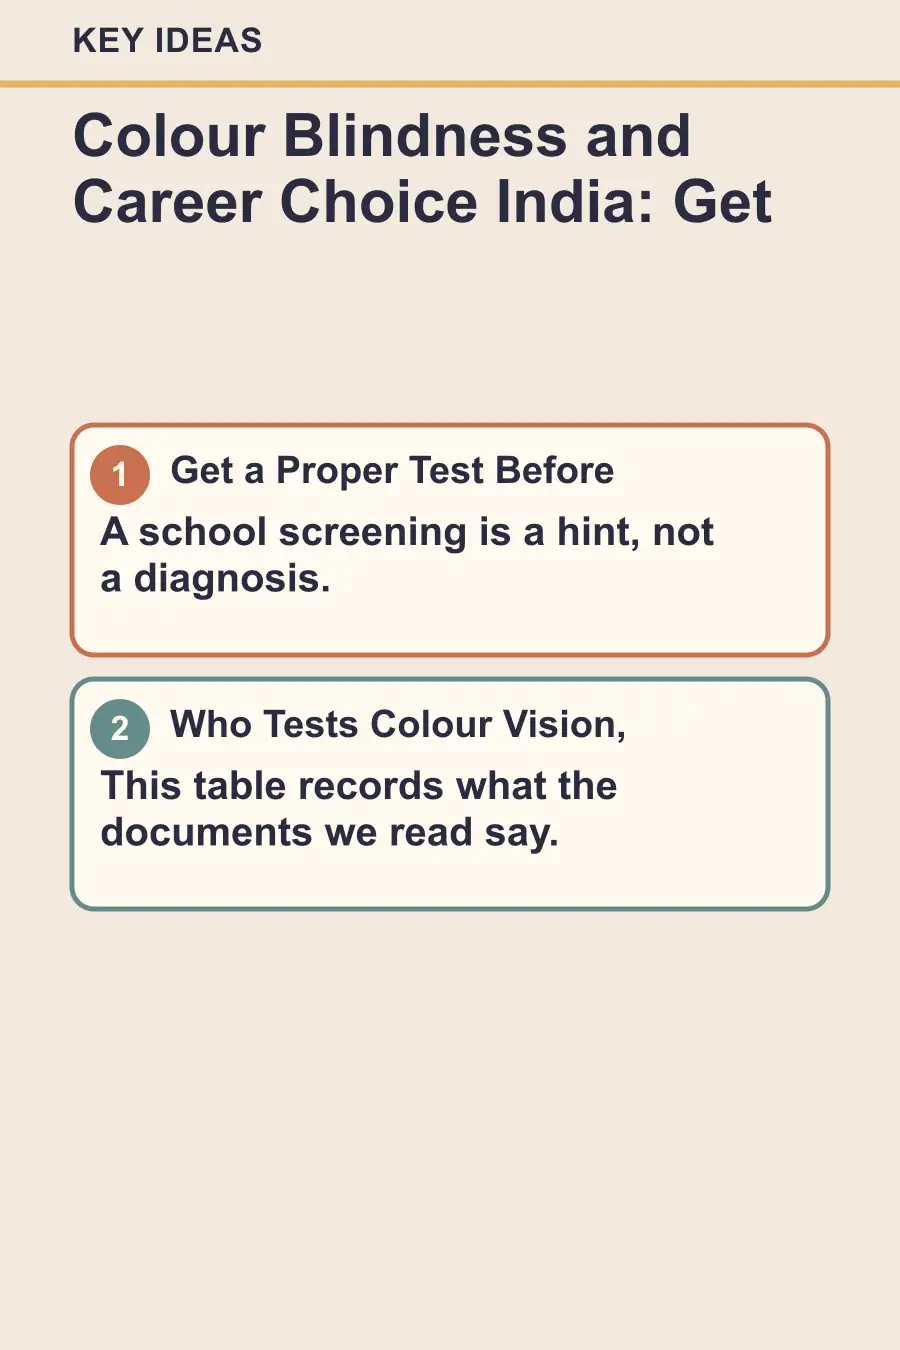 KEY IDEAS
Colour Blindness and
Career Choice India: Get
1 Get a Proper Test Before
A school screening is a hint, not
a diagnosis.
2 Who Tests Colour Vision,
This table records what the
documents we read say.